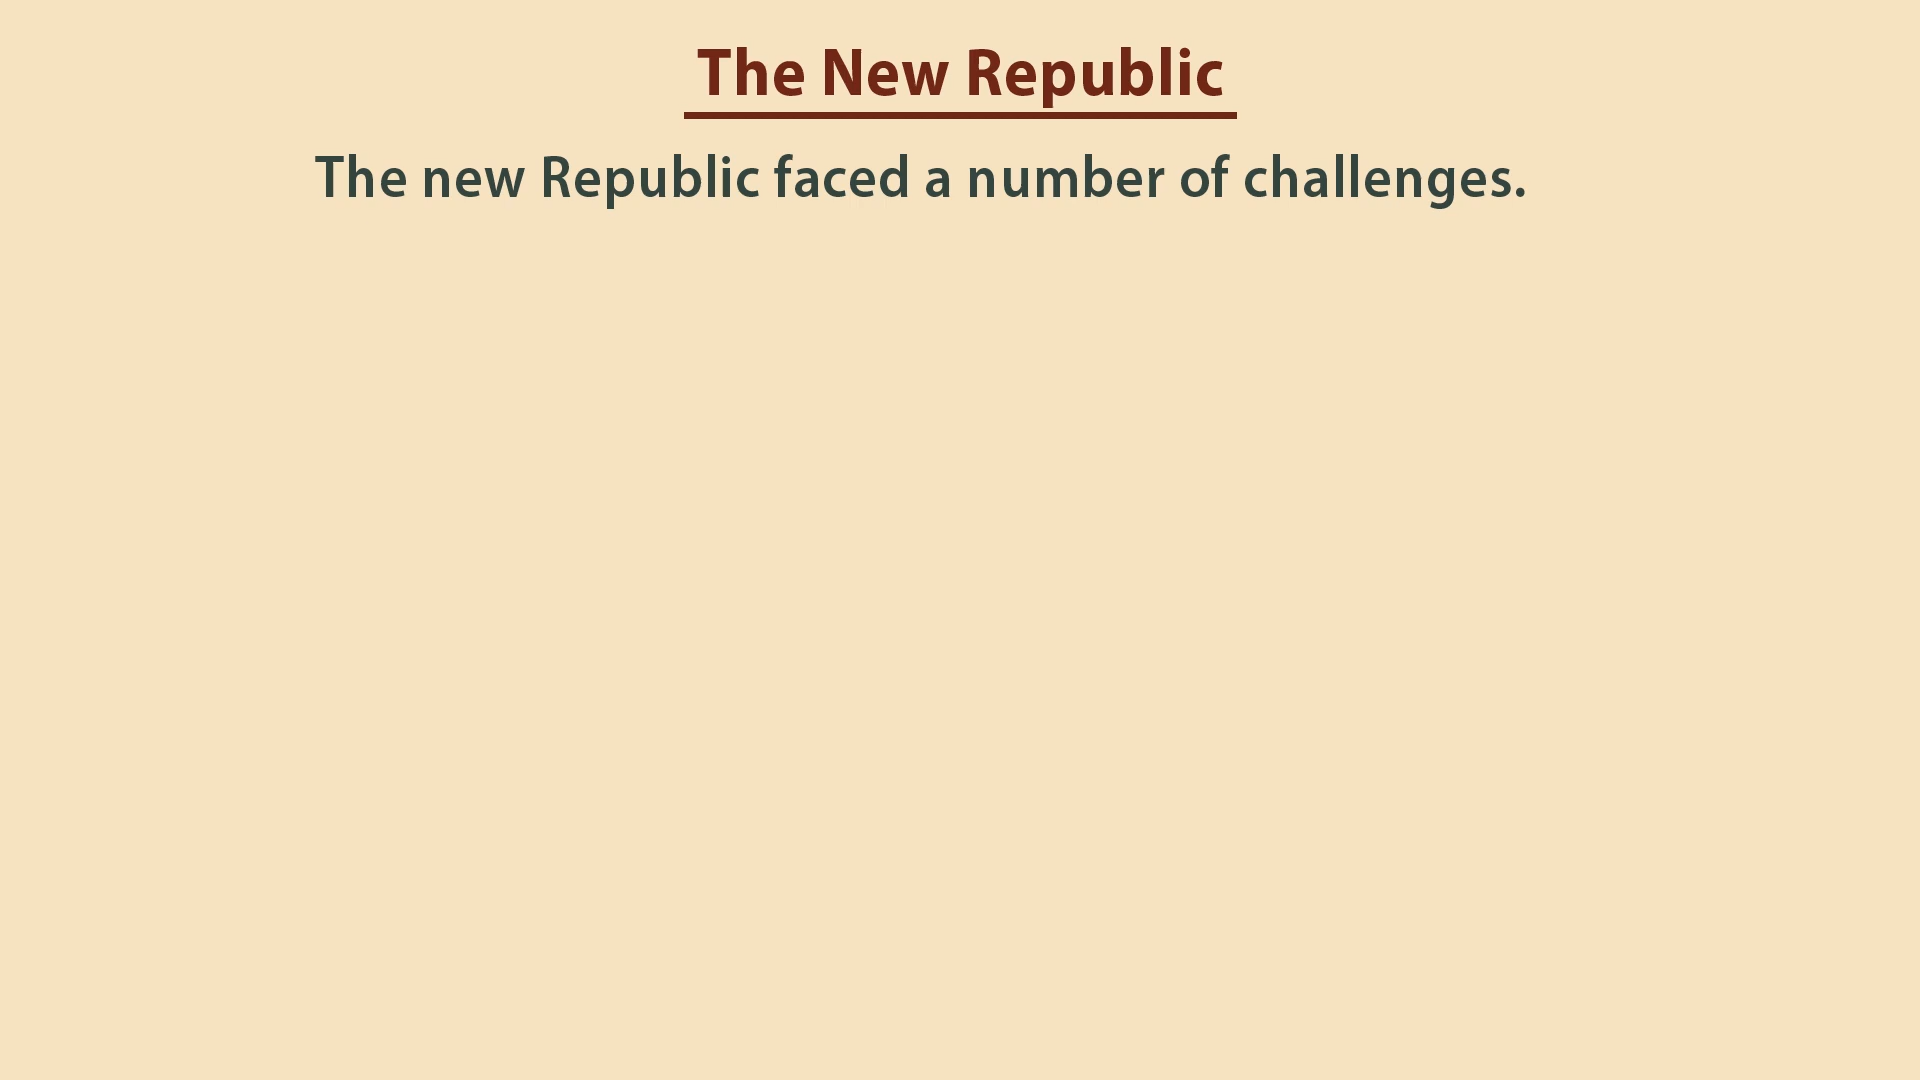 The New Republic
The new Republic faced a number of challenges.